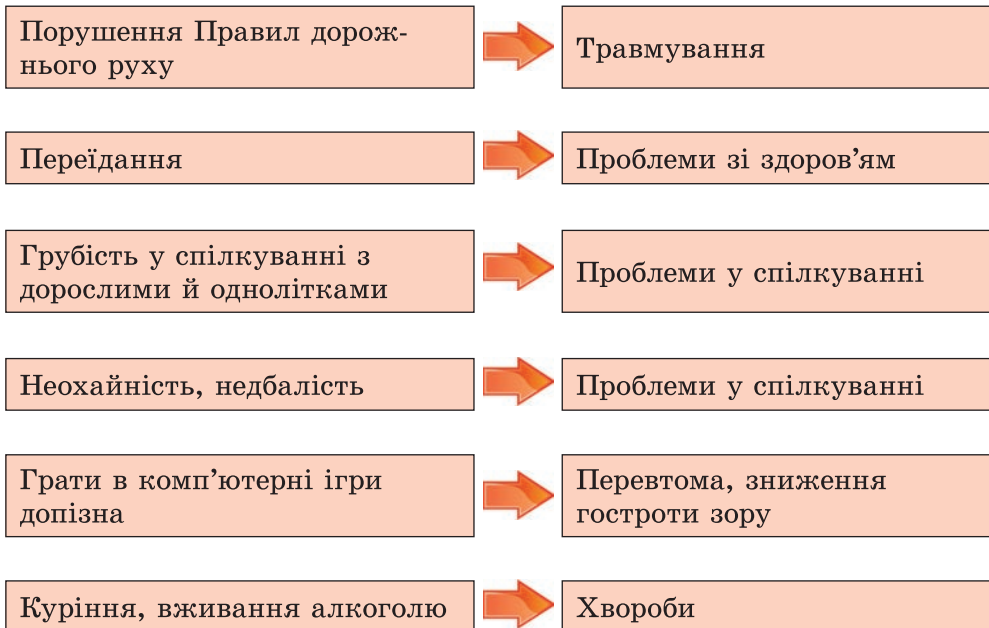 Порушення Правил дорож-
нього руху
Травмування
Переїдання
Проблеми зі здоров’ям
Грубість у спілкуванні з
дорослими й однолітками
Проблеми у спілкуванні
Неохайність, недбалість
Проблеми у спілкуванні
Грати в комп’ютерні ігри
допізна
Перевтома, зниження
гостроти зору
Куріння, вживання алкоголю
Хвороби